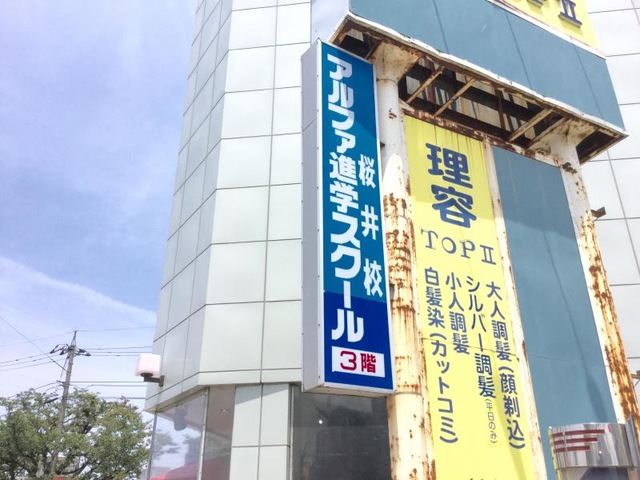 アルファ進学スクール
桜井校
3階
理容
TOPⅡ
大人調髪(顔剃込)
シルバー調髪(平日のみ)
小人調髪
白髪染(カットコミ)
Ⅱ